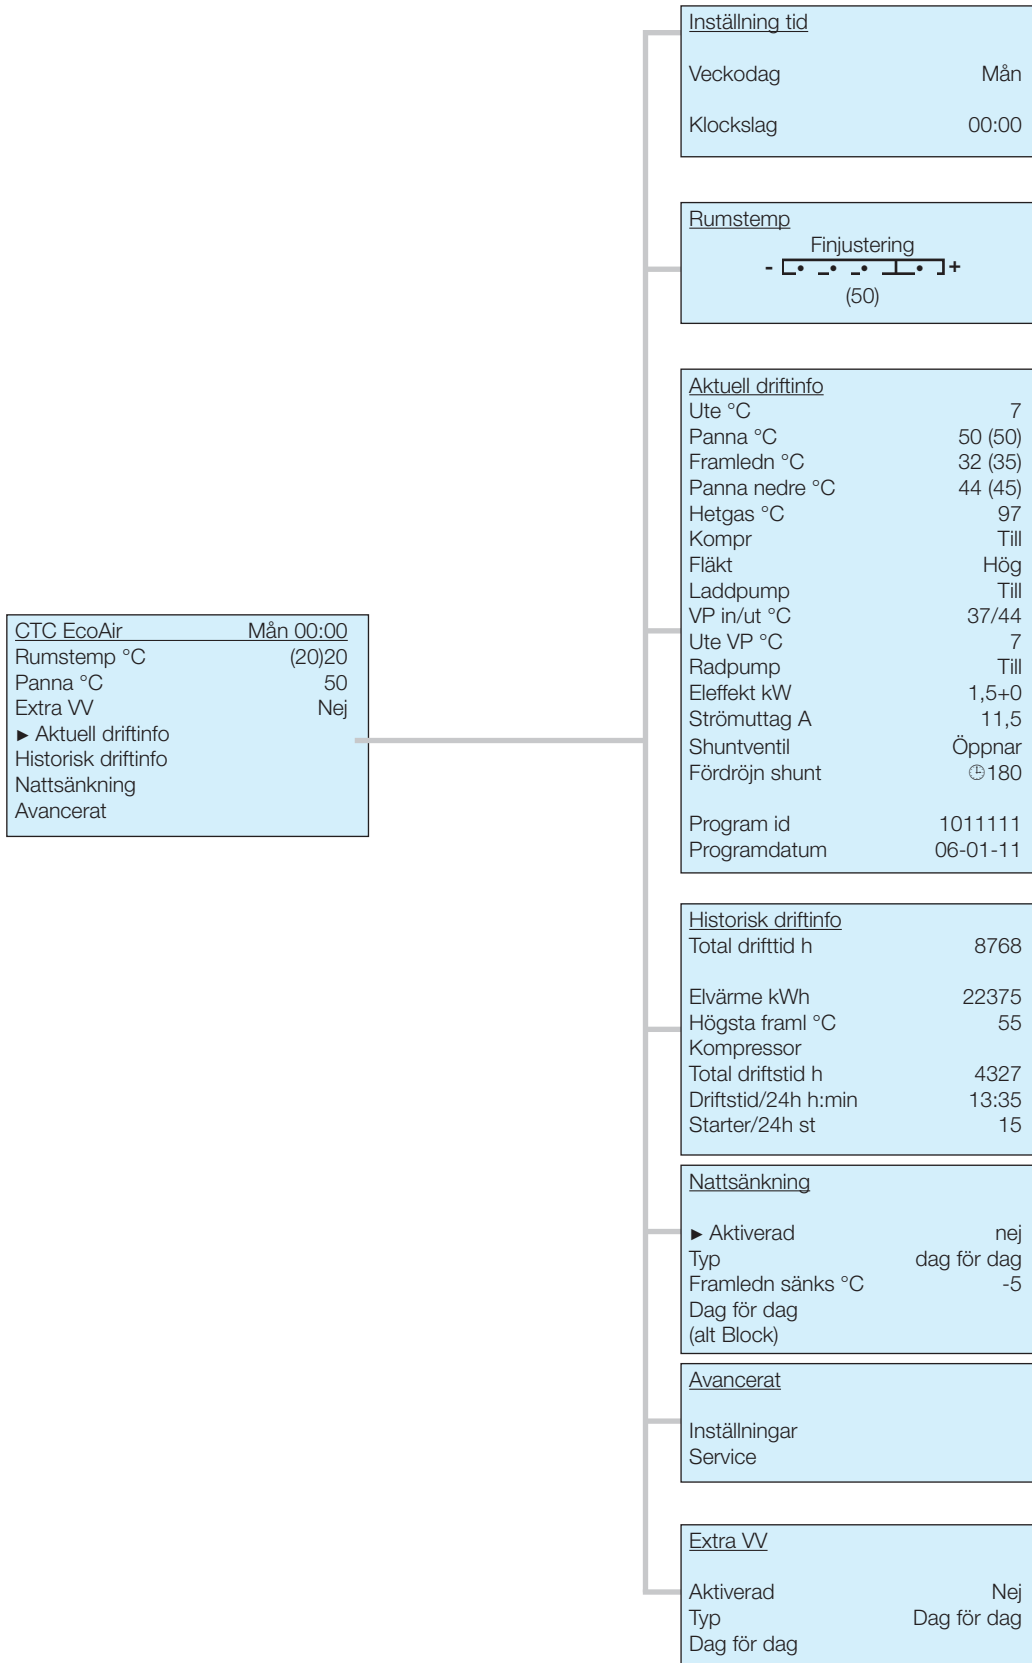 Inställning tid
Veckodag Mån
Klockslag 00:00
Rumstemp
Finjustering
- +
(50)
Aktuell driftinfo
Ute °C 7
Panna °C 50 (50)
Framledn °C 32 (35)
Panna nedre °C 44 (45)
Hetgas °C 97
Kompr Till
Fläkt Hög
Laddpump Till
VP in/ut °C 37/44
Ute VP °C 7
Radpump Till
Eleffekt kW 1,5+0
Strömuttag A 11,5
Shuntventil Öppnar
Fördröjn shunt 180
Program id 1011111
Programdatum 06-01-11
CTC EcoAir Mån 00:00
Rumstemp °C (20)20
Panna °C 50
Extra VV Nej
► Aktuell driftinfo
Historisk driftinfo
Nattsänkning
Avancerat
Historisk driftinfo
Total drifttid h 8768
Elvärme kWh 22375
Högsta framl °C 55
Kompressor
Total driftstid h 4327
Driftstid/24h h:min 13:35
Starter/24h st 15
Nattsänkning
► Aktiverad nej
Typ dag för dag
Framledn sänks °C -5
Dag för dag
(alt Block)
Avancerat
Inställningar
Service
Extra VV
Aktiverad Nej
Typ Dag för dag
Dag för dag